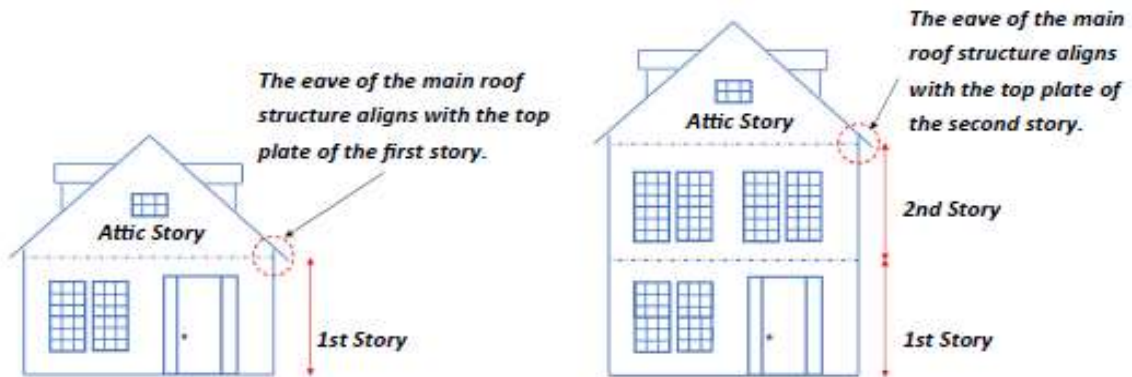 The eave of the main roof
structure aligns with the top
plate of the first story.
Attic Story
1st Story
The eave of the main
roof structure aligns
with the top plate of
the second story.
Attic Story
2nd Story
1st Story